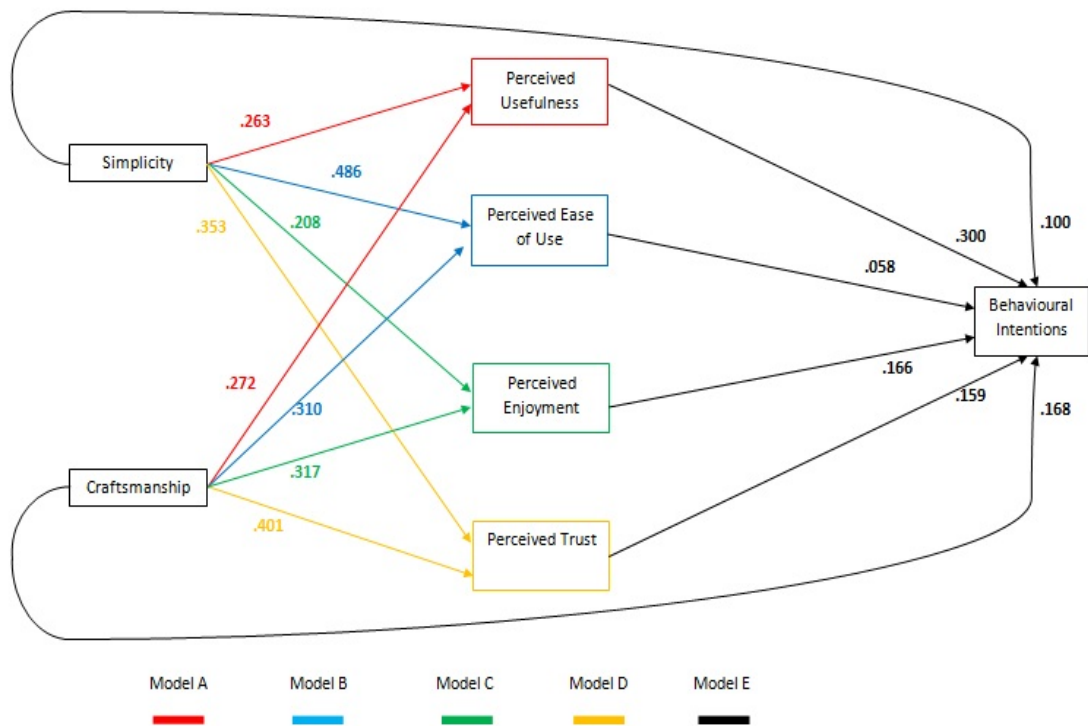 Perceived
Usefulness
.263
Simplicity
.486
.208
.353
Perceived Ease
of Use
.100
.300
.058
Behavioural
Intentions
.272
.310
Perceived
Enjoyment
.166
.159
.168
.317
Craftsmanship
.401
Perceived Trust
Model A
Model B
Model C
Model D
Model E